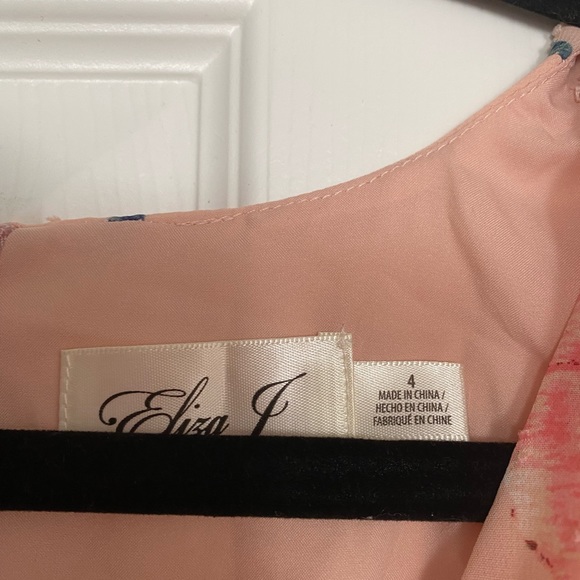 Eliza J
4
MADE IN CHINA /
HECHO EN CHINA /
FABRIQUÉ EN CHINE